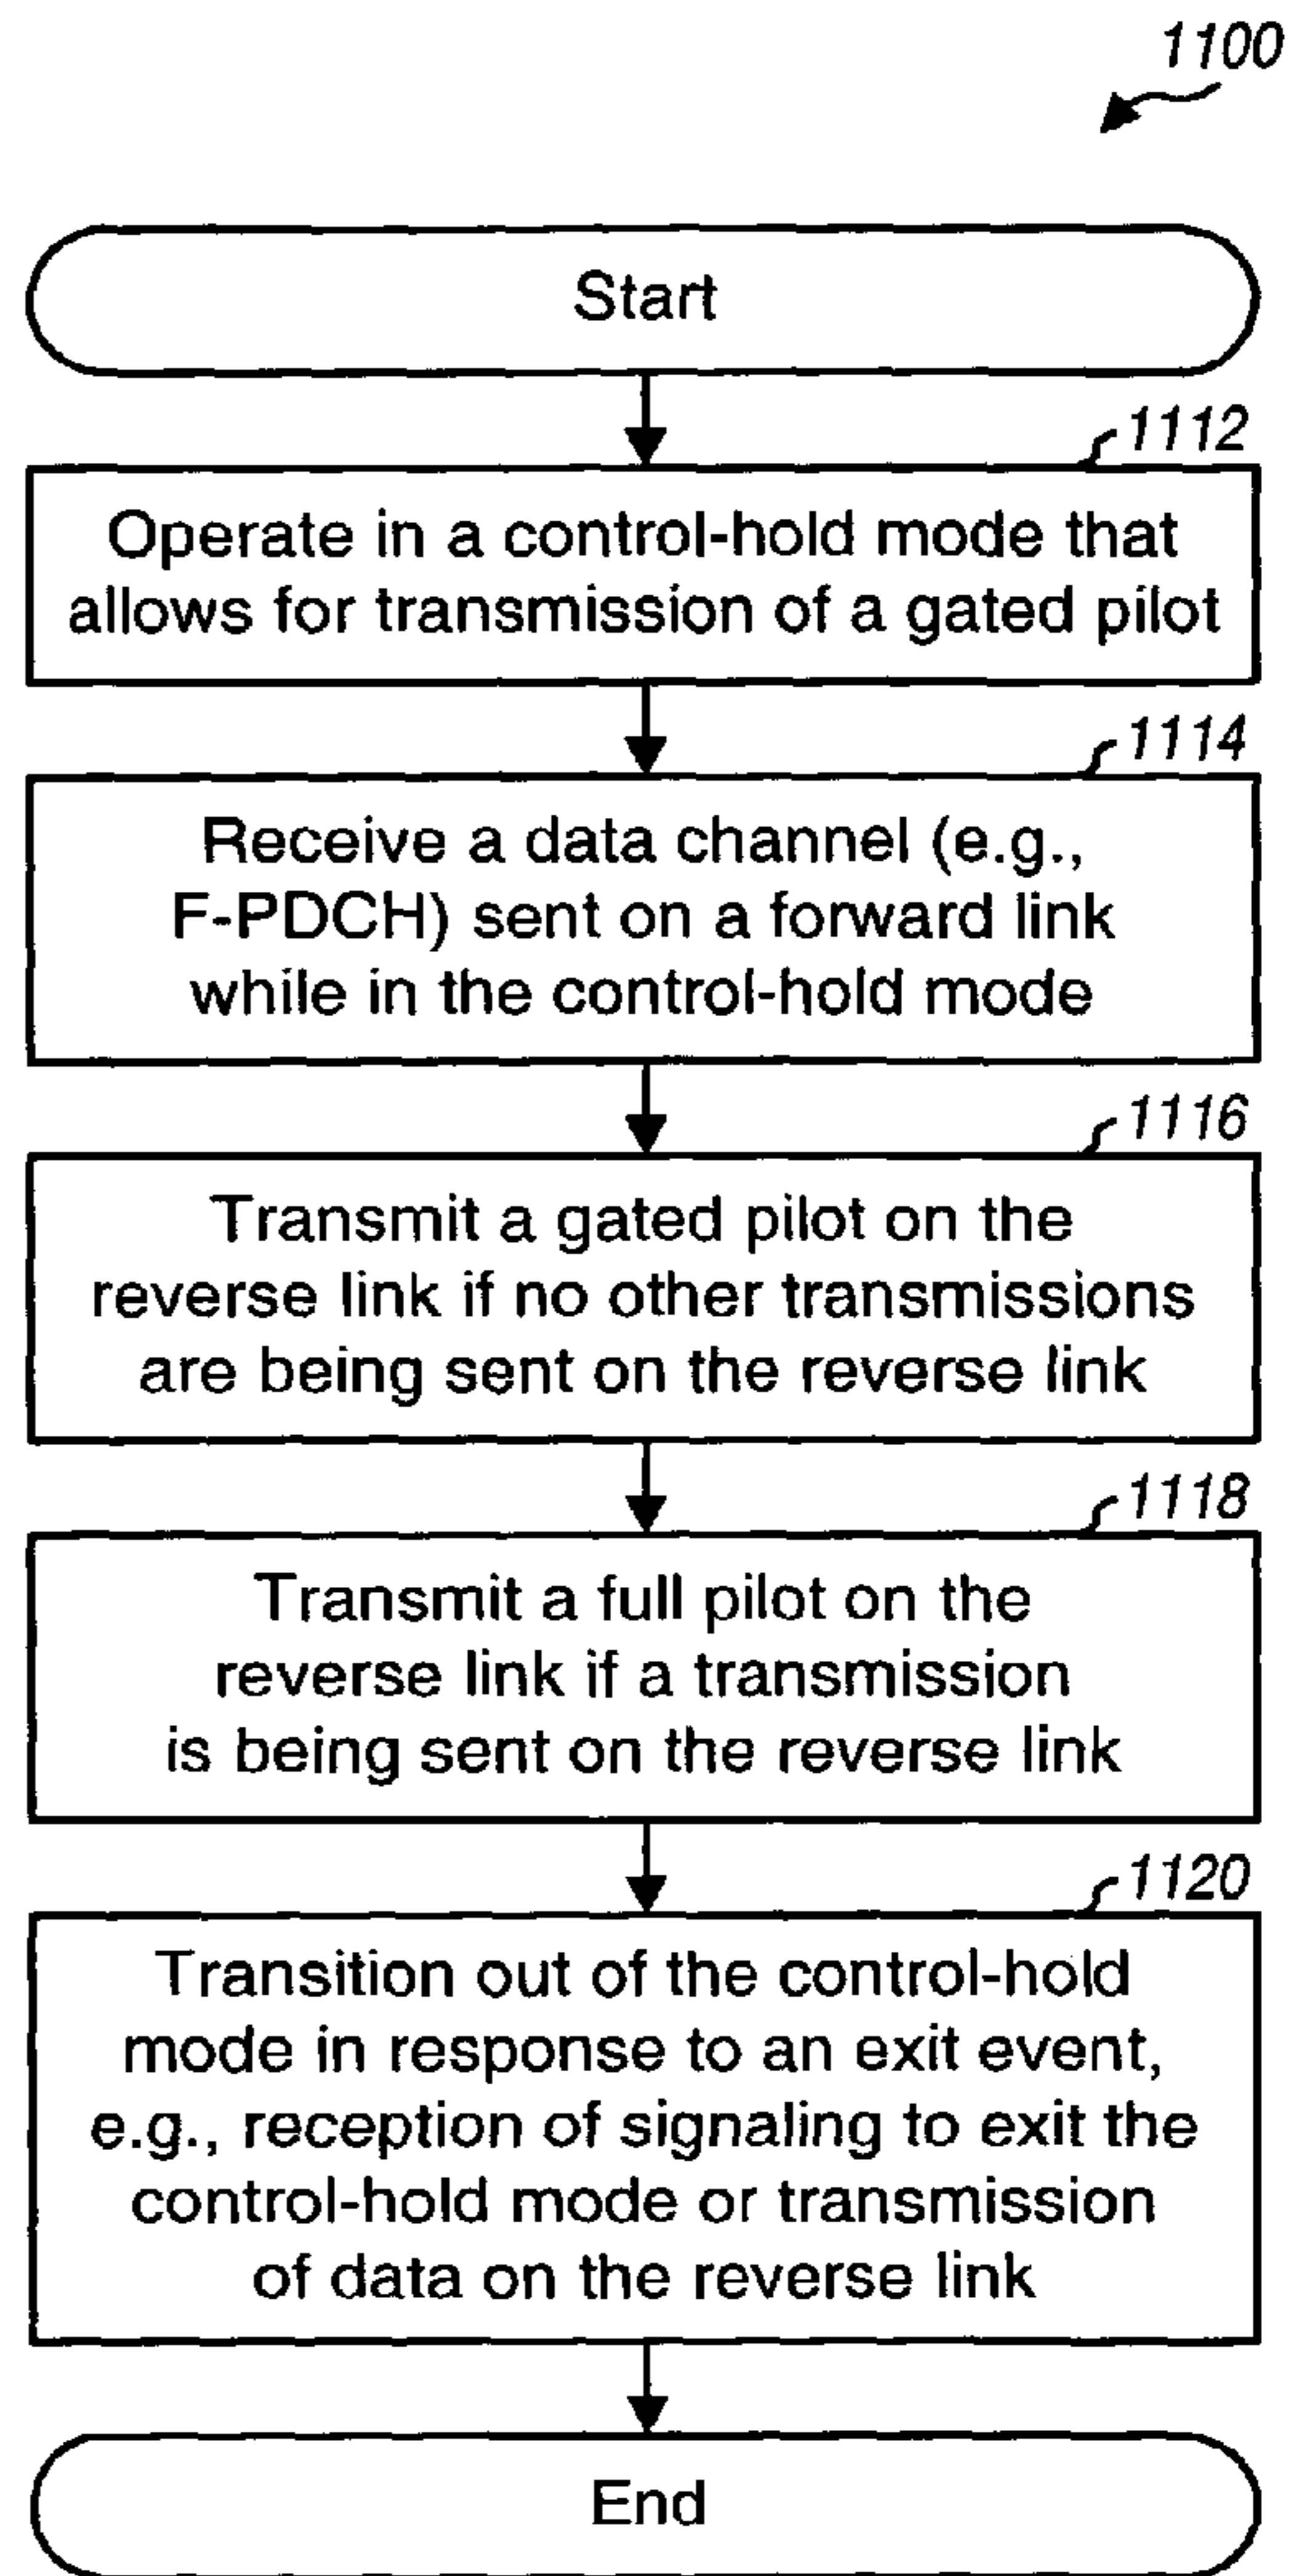 1100
Start
1112
Operate in a control-hold mode that
allows for transmission of a gated pilot
1114
Receive a data channel (e.g.,
F-PDCH) sent on a forward link
while in the control-hold mode
1116
Transmit a gated pilot on the
reverse link if no other transmissions
are being sent on the reverse link
1118
Transmit a full pilot on the
reverse link if a transmission
is being sent on the reverse link
1120
Transition out of the control-hold
mode in response to an exit event,
e.g., reception of signaling to exit the
control-hold mode or transmission
of data on the reverse link
End